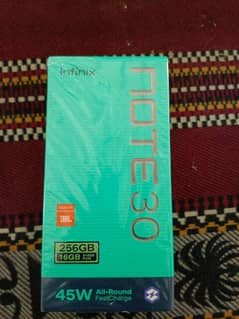 Infinix
NOTE 30
JBL
256GB
16GB
45W All-Round
FastCharge